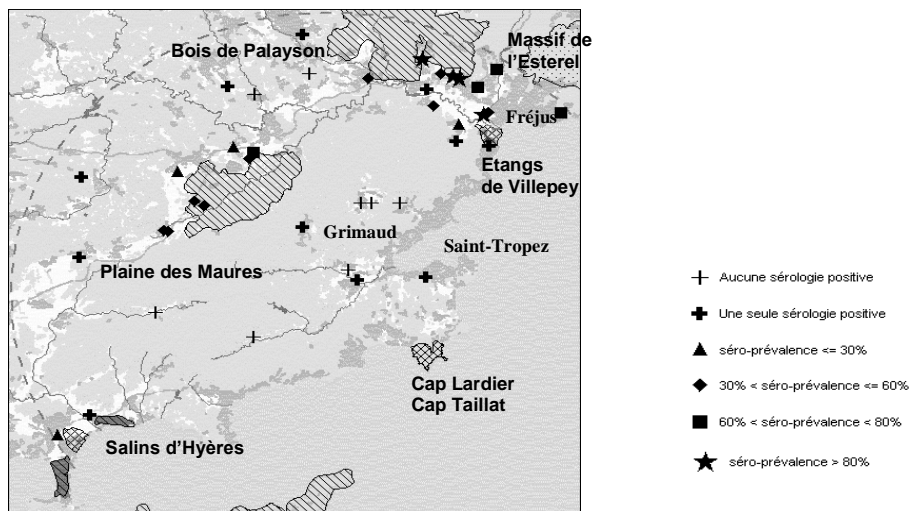 Bois de Palayson
Massif de
l'Esterel
Fréjus
Etangs
de Villepey
Grimaud
Saint-Tropez
Plaine des Maures
Cap Lardier
Cap Taillat
Salins d'Hyères
Aucune sérologie positive
Une seule sérologie positive
séro-prévalence <= 30%
30% < séro-prévalence <= 60%
60% < séro-prévalence < 80%
séro-prévalence > 80%